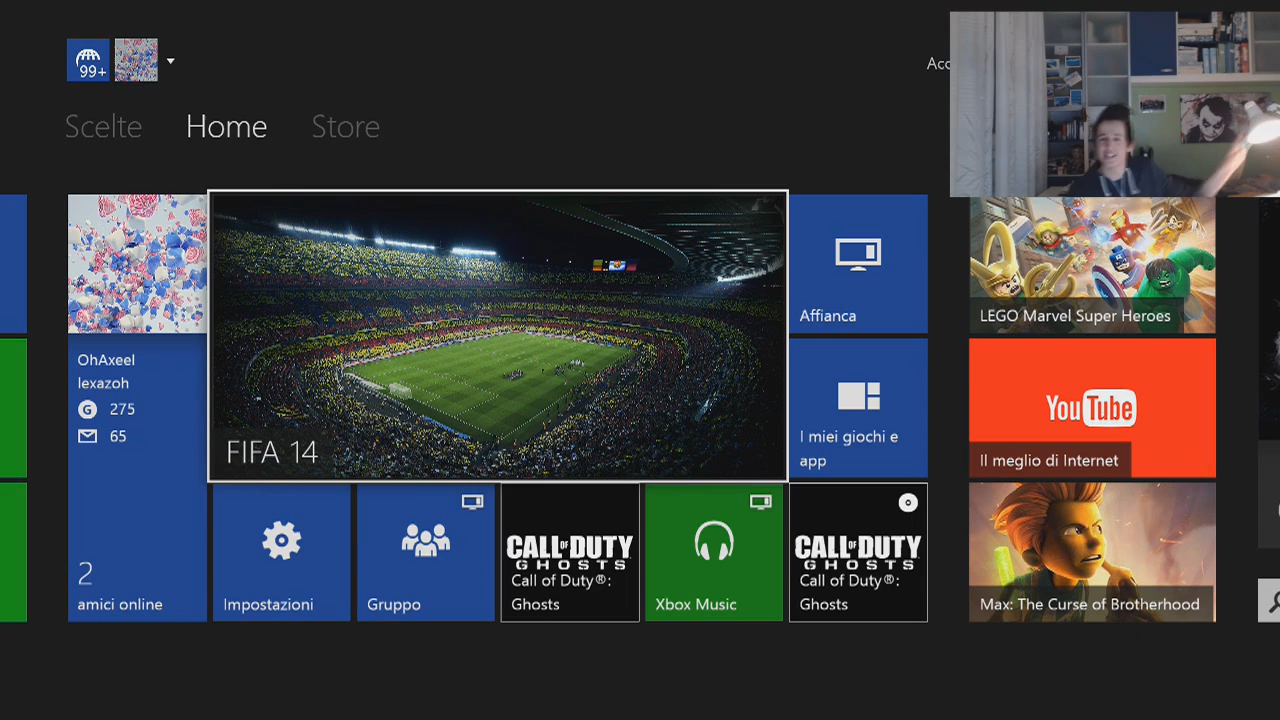 99+
Scelte
Home
Store
OhAxeel
lexazoh
G 275
65
2
amici online
FIFA 14
Affianca
I miei giochi e
app
Impostazioni
Gruppo
CALL OF DUTY
GHOSTS
Call of Duty®:
Ghosts
Xbox Music
CALL OF DUTY
GHOSTS
Call of Duty®:
Ghosts
LEGO Marvel Super Heroes
YouTube
Il meglio di Internet
Max: The Curse of Brotherhood